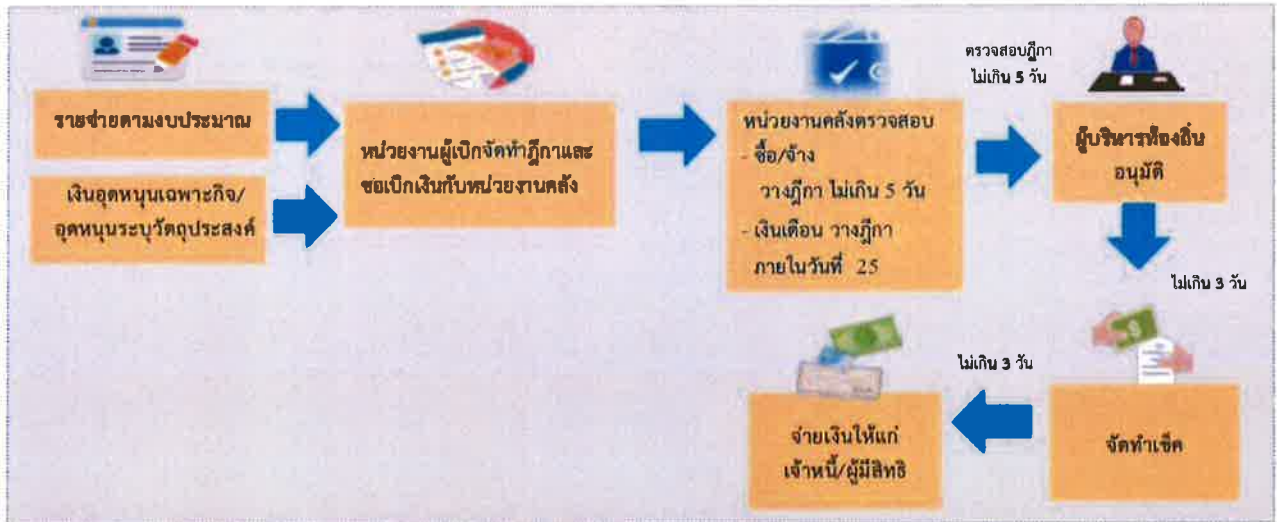 รายจ่ายตามงบประมาณ
เงินอุดหนุนเฉพาะกิจ/
อุดหนุนระบุวัตถุประสงค์
หน่วยงานผู้เบิกจัดทำฎีกาและ
ขอเบิกเงินกับหน่วยงานคลัง
หน่วยงานคลังตรวจสอบ
- ซื้อ/จ้าง
วางฎีกา ไม่เกิน 5 วัน
- เงินเดือน วางฎีกา
ภายในวันที่ 25
ตรวจสอบฎีกา
ไม่เกิน 5 วัน
ผู้บริหารท้องถิ่น
อนุมัติ
ไม่เกิน 3 วัน
จัดทำเช็ค
ไม่เกิน 3 วัน
จ่ายเงินให้แก่
เจ้าหนี้/ผู้มีสิทธิ